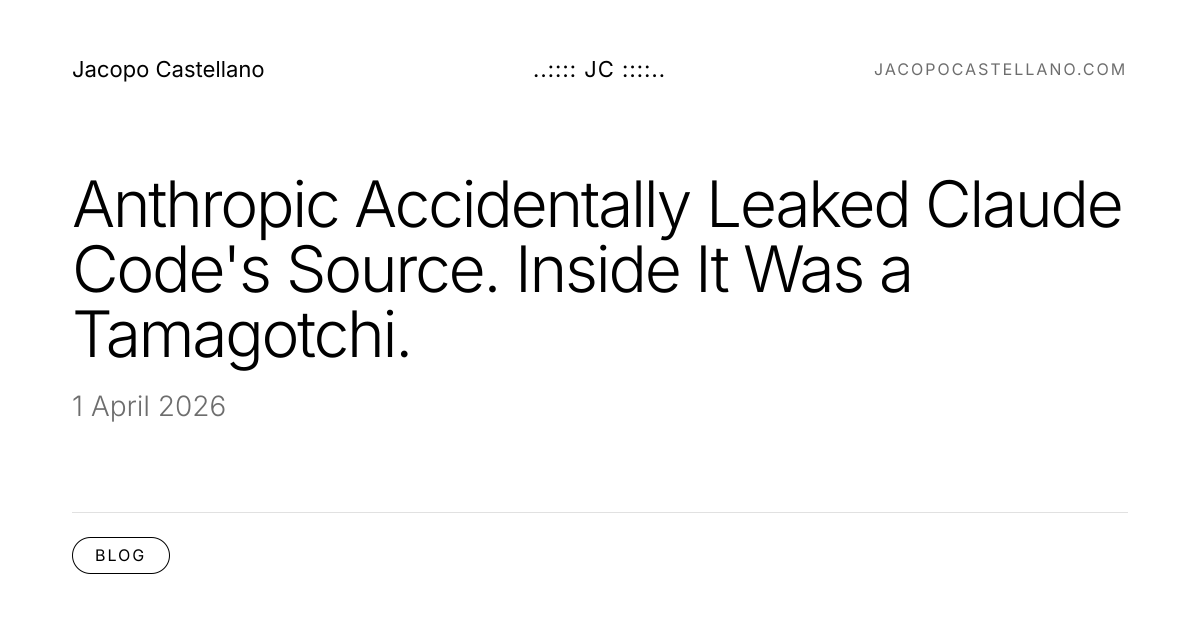 Jacopo Castellano
..:::: JC ::::..
JACOPOCASTELLANO.COM
Anthropic Accidentally Leaked Claude
Code's Source. Inside It Was a
Tamagotchi.
1 April 2026
BLOG